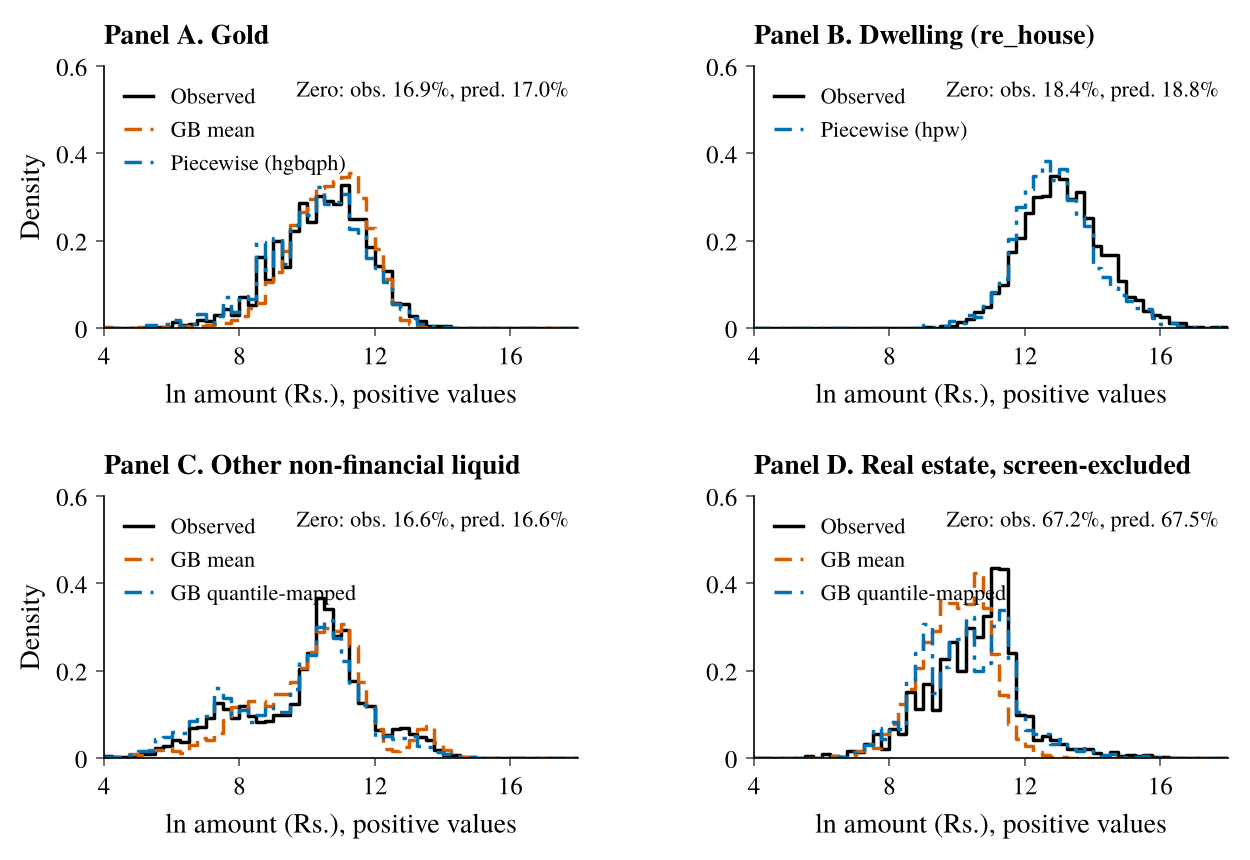 Panel A. Gold
0.6
Observed
Zero: obs. 16.9%, pred. 17.0%
GB mean
0.4
Piecewise (hgbqph)
Density
0.2
0
4 8 12 16
ln amount (Rs.), positive values
Panel B. Dwelling (re_house)
0.6
Observed
Zero: obs. 18.4%, pred. 18.8%
Piecewise (hpw)
0.4
0.2
0
4 8 12 16
ln amount (Rs.), positive values
Panel C. Other non-financial liquid
0.6
Observed
Zero: obs. 16.6%, pred. 16.6%
GB mean
0.4
GB quantile-mapped
Density
0.2
0
4 8 12 16
ln amount (Rs.), positive values
Panel D. Real estate, screen-excluded
0.6
Observed
Zero: obs. 67.2%, pred. 67.5%
GB mean
0.4
GB quantile-mapped
0.2
0
4 8 12 16
ln amount (Rs.), positive values